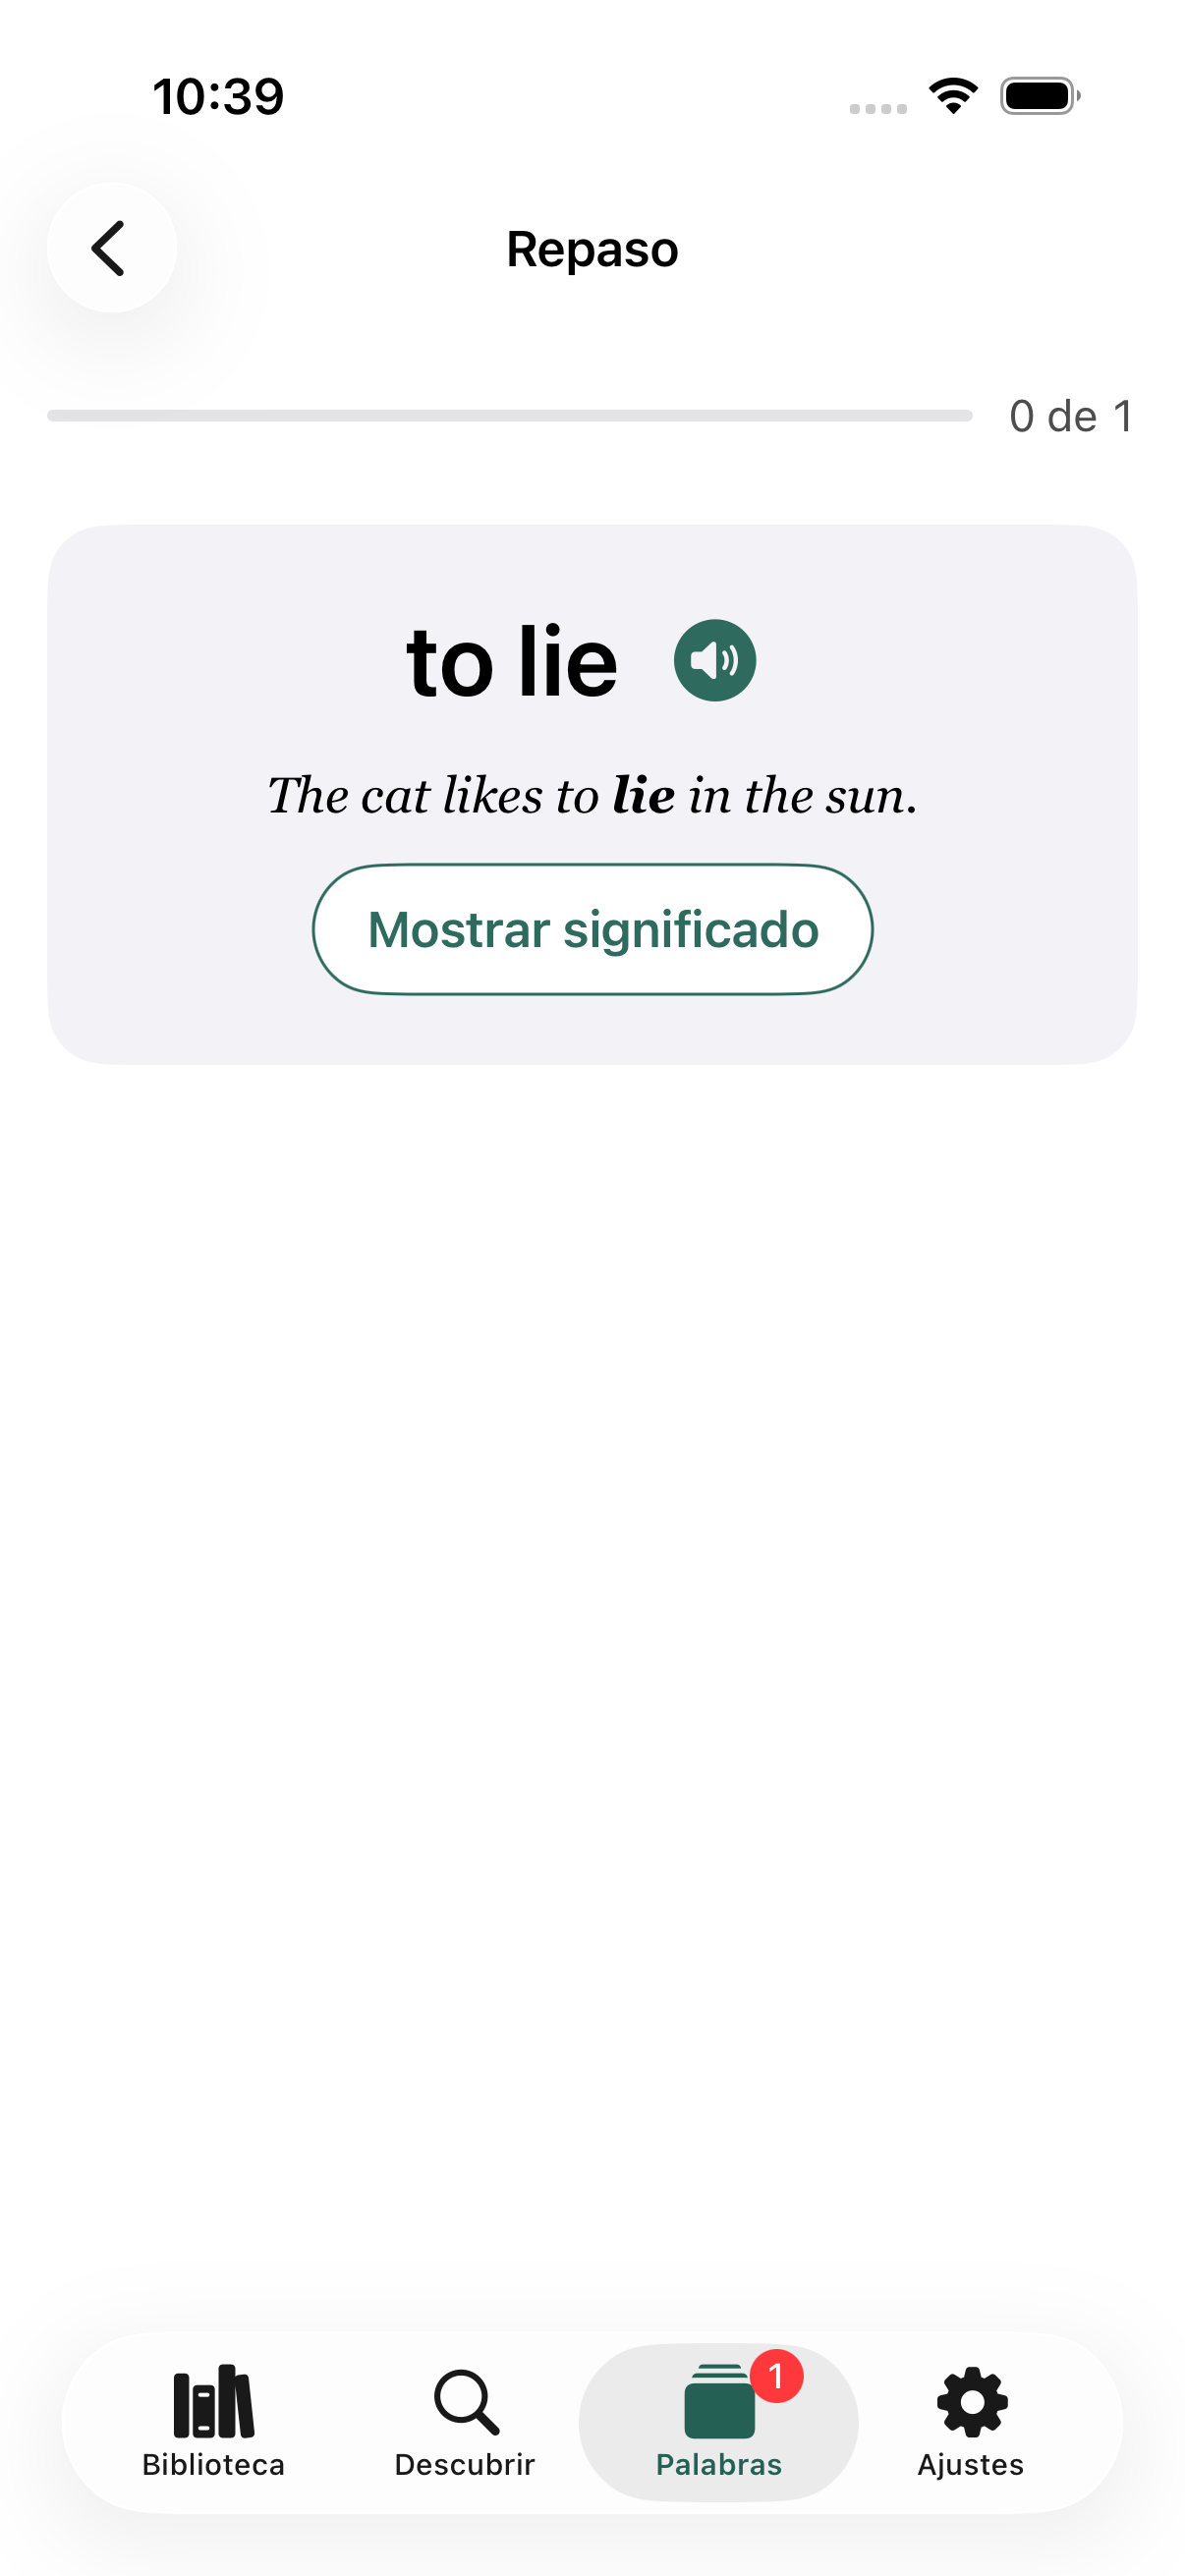 10:39
Repaso
0 de 1
to lie
The cat likes to lie in the sun.
Mostrar significado
1
Biblioteca
Descubrir
Palabras
Ajustes